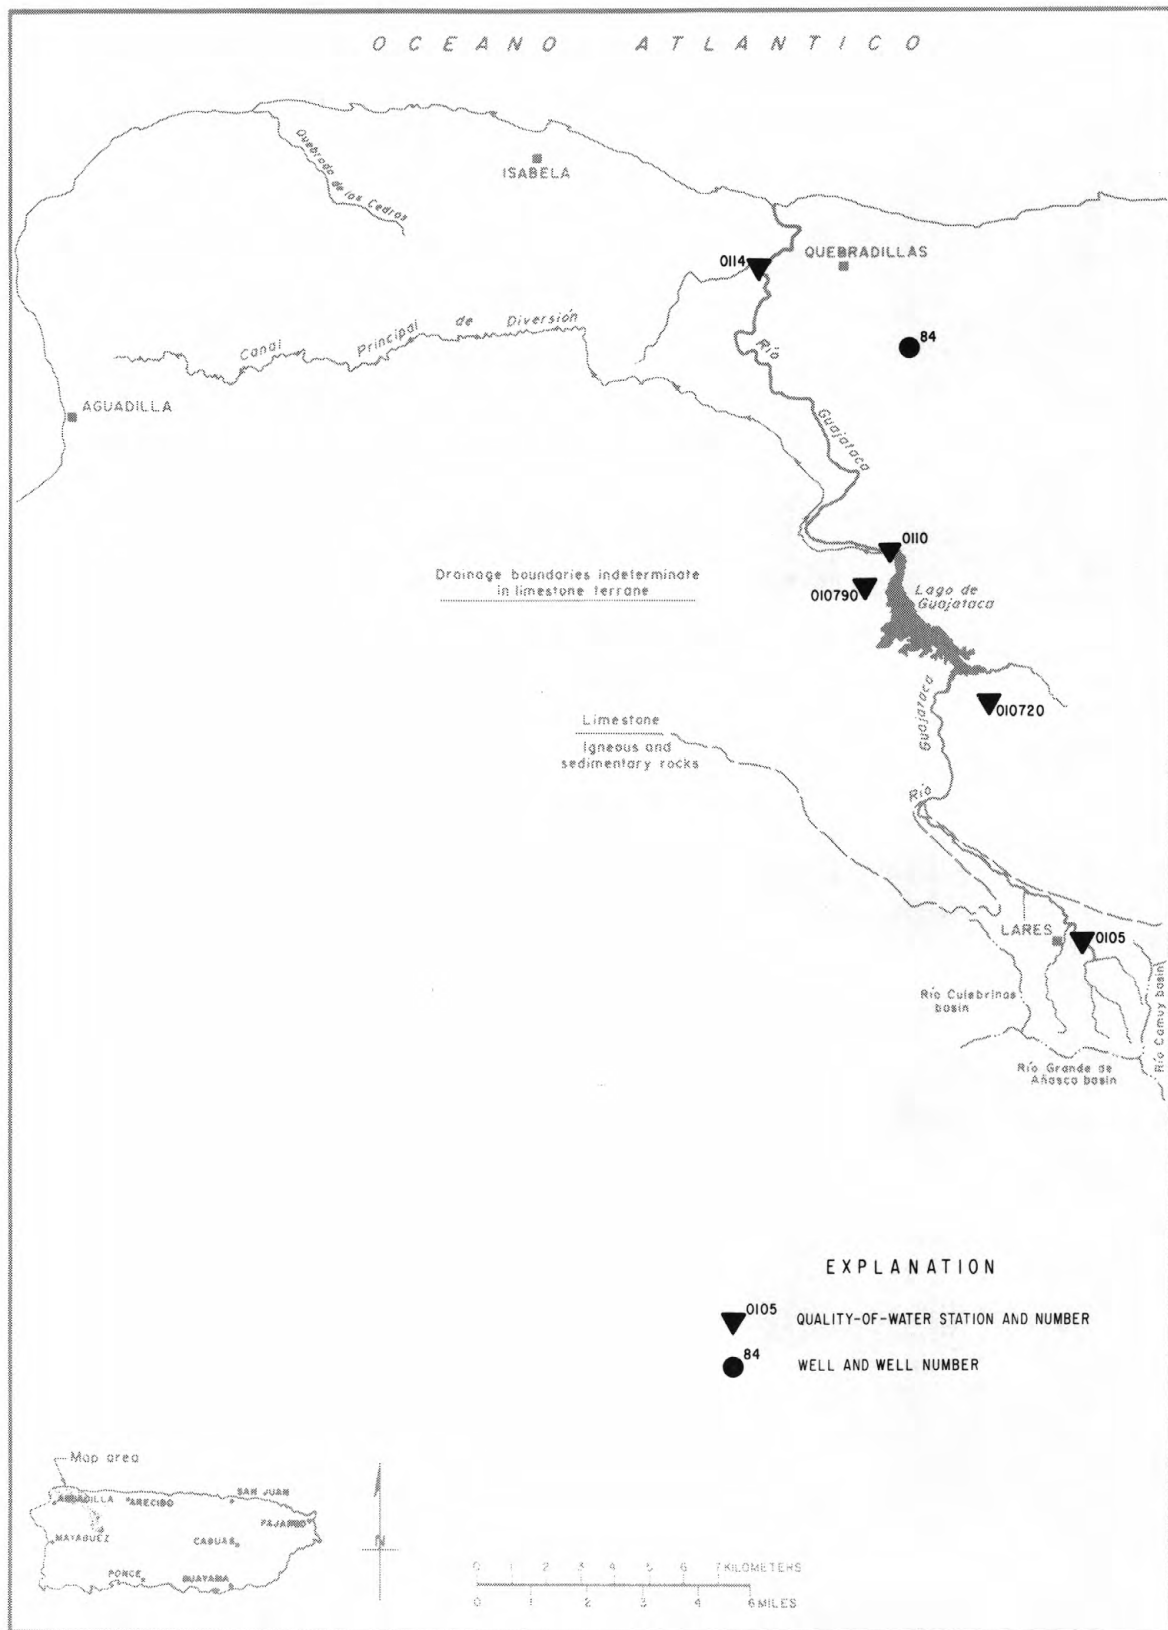 OCEANO ATLANTICO
Quebrada de los Cedros
ISABELA
QUEBRADILLAS
0114
84
Río
Guajataca
Canal Principal de Diversión
AGUADILLA
0110
010790
Lago de
Guajataca
Drainage boundaries indeterminate
in limestone terrane
010720
Guajataca
Río
Limestone
Igneous and
sedimentary rocks
LARES
0105
Río Culebrinas
basin
Río Camuy basin
Río Grande de
Añasco basin
EXPLANATION
0105 QUALITY-OF-WATER STATION AND NUMBER
84 WELL AND WELL NUMBER
Map area
AGUADILLA
ARECIBO
SAN JUAN
FAJARDO
MAYAGUEZ
CAGUAS
PONCE
GUAYAMA
N
0 1 2 3 4 5 6 7 KILOMETERS
0 1 2 3 4 5 6 MILES